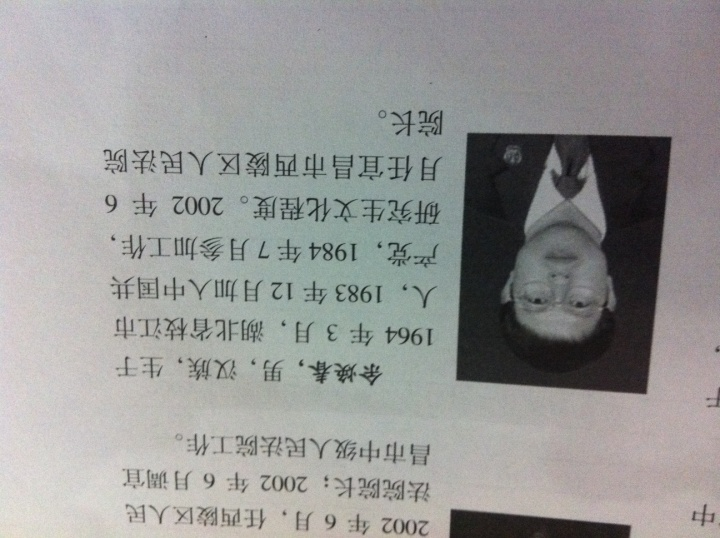 2002 年 6 月，任西陵区人民
法院院长；2002 年 6 月调宜
昌市中级人民法院工作。
余焕春，男，汉族，生于
1964 年 3 月，湖北省枝江市
人，1983 年 12 月加入中国共
产党，1984 年 7 月参加工作，
研究生文化程度。2002 年 6
月任宜昌市西陵区人民法院
院长。